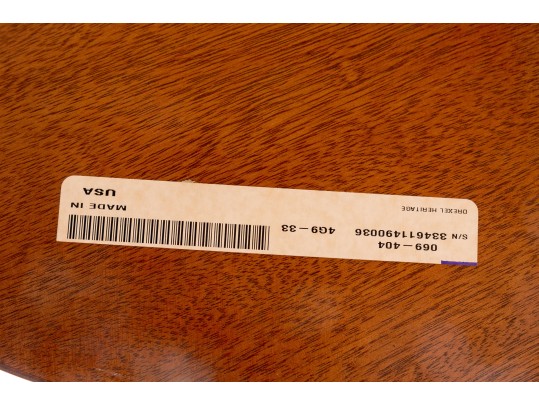 069-404
S/N 334611490036
DREXEL HERITAGE
4G9-33
MADE IN
USA